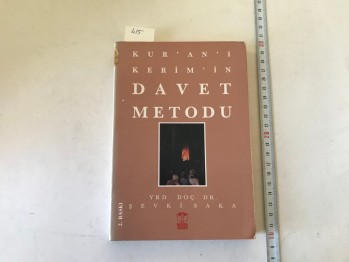 415
KUR'AN'I
KERİM'İN
DAVET
METODU
YRD. DOÇ. DR.
ŞEVKİ SAKA
2. BASKI